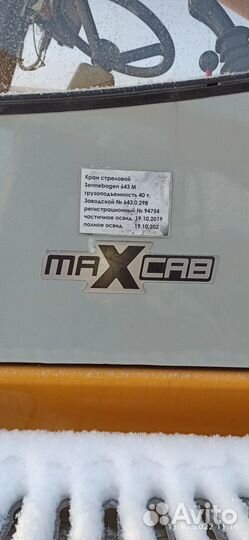 Кран стреловой
Sennebogen 643 М
грузоподъемность 40 т.
Заводской № 643.0.298
регистрационный № 94754
частичное освид. 19.10.2019
полное освид. 19.10.202
maXcab
Avito
2022